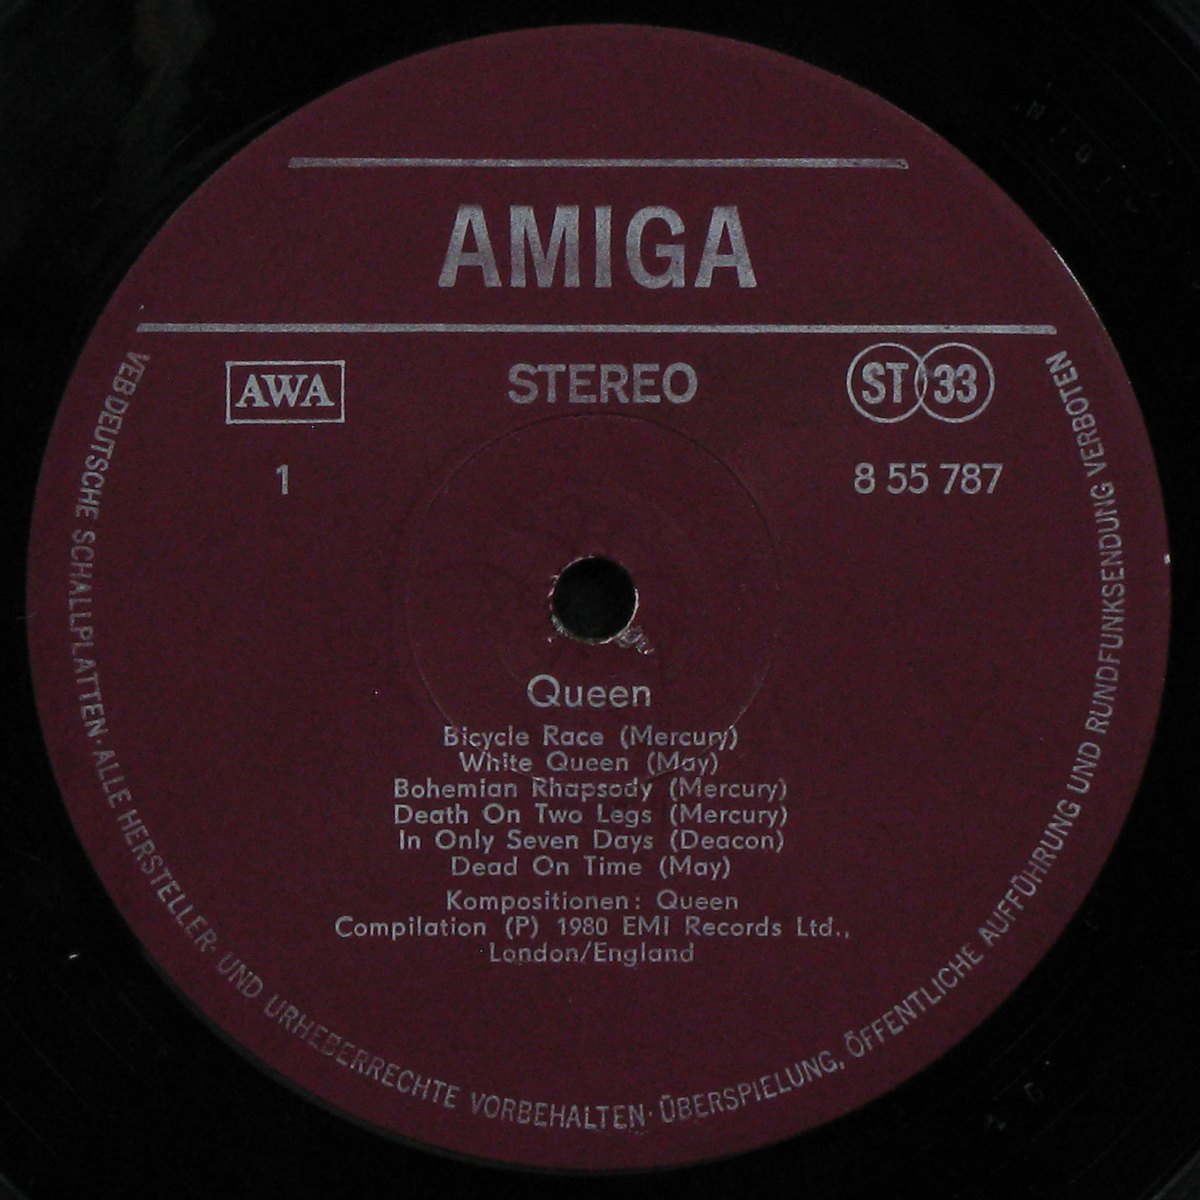 AMIGA
AWA
STEREO
ST 33
1
8 55 787
Queen
Bicycle Race (Mercury)
White Queen (May)
Bohemian Rhapsody (Mercury)
Death On Two Legs (Mercury)
In Only Seven Days (Deacon)
Dead On Time (May)
Kompositionen: Queen
Compilation (P) 1980 EMI Records Ltd.,
London/England
VEB DEUTSCHE SCHALLPLATTEN · ALLE HERSTELLER- UND URHEBERRECHTE VORBEHALTEN · ÜBERSPIELUNG, ÖFFENTLICHE AUFFÜHRUNG UND RUNDFUNKSENDUNG VERBOTEN